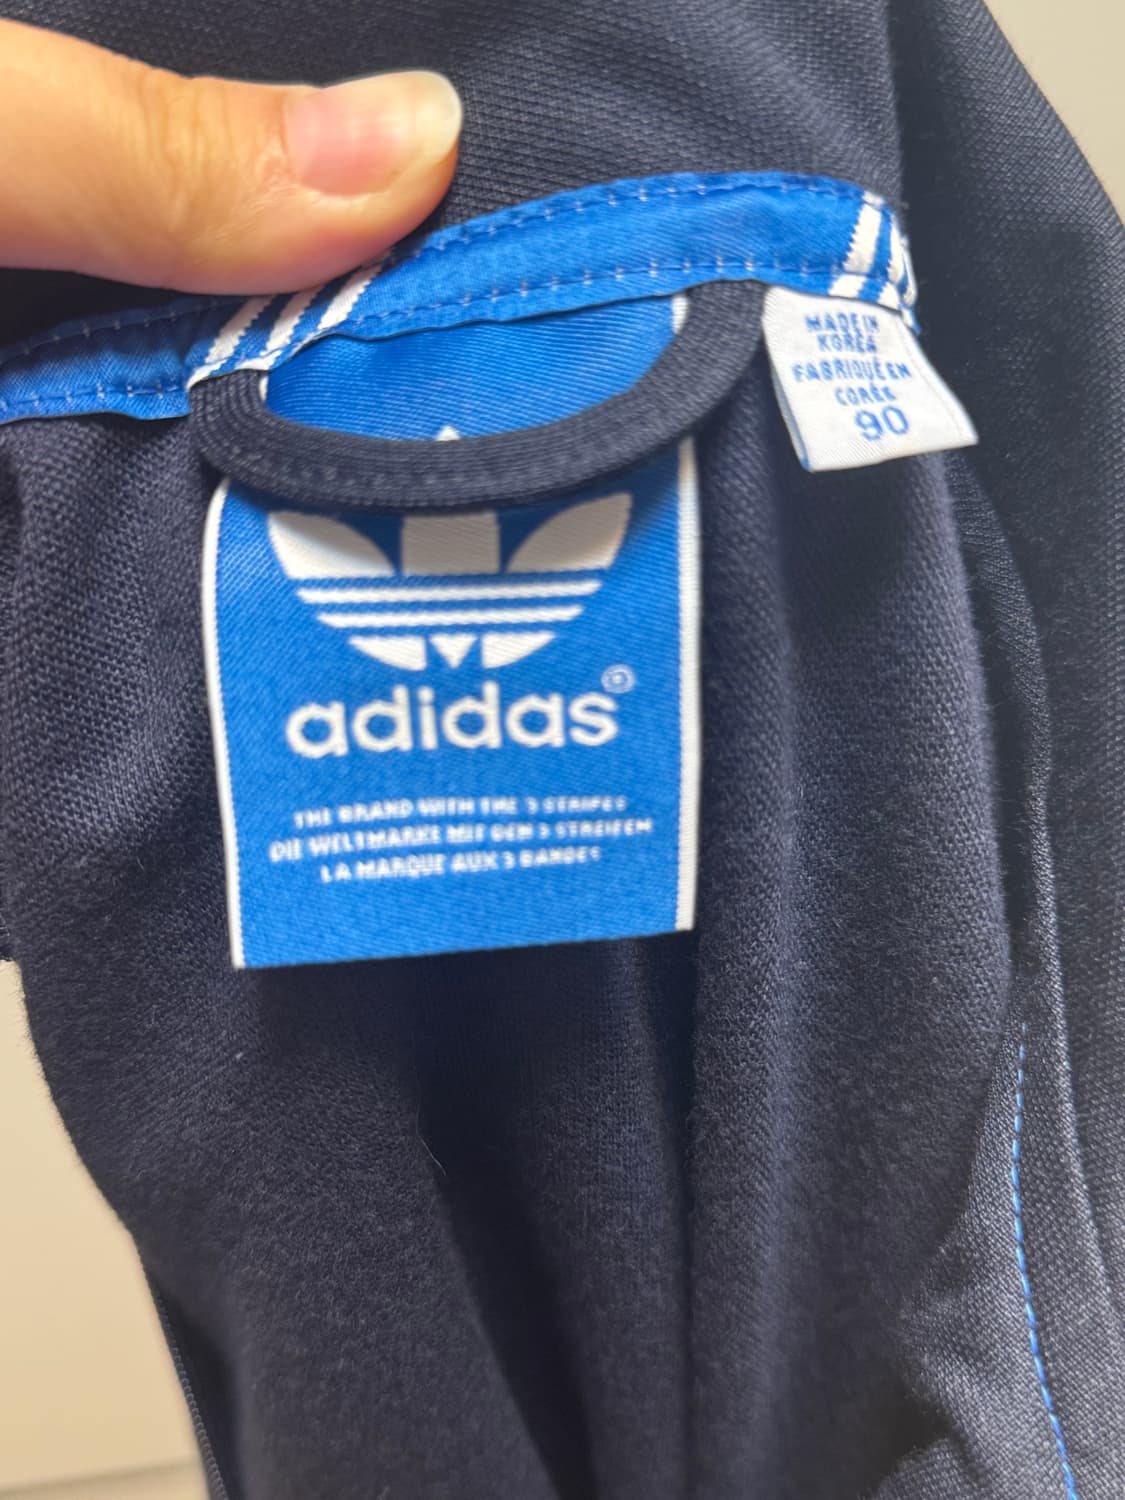 MADE IN
KOREA
FABRIQUÉ EN
CORÉE
90
adidas®
THE BRAND WITH THE 3 STRIPES
DIE WELTMARKE MIT DEN 3 STREIFEN
LA MARQUE AUX 3 BANDES